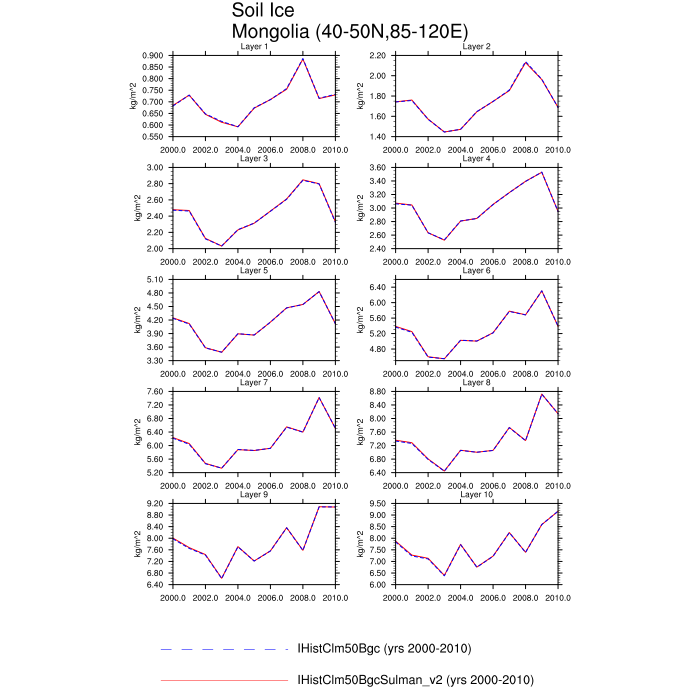 Soil Ice
Mongolia (40-50N,85-120E)
Layer 1
Layer 2
0.900
0.850
0.800
0.750
0.700
0.650
0.600
0.550
kg/m^2
2000.0 2002.0 2004.0 2006.0 2008.0 2010.0
2.20
2.00
1.80
1.60
1.40
kg/m^2
2000.0 2002.0 2004.0 2006.0 2008.0 2010.0
Layer 3
Layer 4
3.00
2.80
2.60
2.40
2.20
2.00
kg/m^2
2000.0 2002.0 2004.0 2006.0 2008.0 2010.0
3.60
3.40
3.20
3.00
2.80
2.60
2.40
kg/m^2
2000.0 2002.0 2004.0 2006.0 2008.0 2010.0
Layer 5
Layer 6
5.10
4.80
4.50
4.20
3.90
3.60
3.30
kg/m^2
2000.0 2002.0 2004.0 2006.0 2008.0 2010.0
6.40
6.00
5.60
5.20
4.80
kg/m^2
2000.0 2002.0 2004.0 2006.0 2008.0 2010.0
Layer 7
Layer 8
7.60
7.20
6.80
6.40
6.00
5.60
5.20
kg/m^2
2000.0 2002.0 2004.0 2006.0 2008.0 2010.0
8.80
8.40
8.00
7.60
7.20
6.80
6.40
kg/m^2
2000.0 2002.0 2004.0 2006.0 2008.0 2010.0
Layer 9
Layer 10
9.20
8.80
8.40
8.00
7.60
7.20
6.80
6.40
kg/m^2
2000.0 2002.0 2004.0 2006.0 2008.0 2010.0
9.50
9.00
8.50
8.00
7.50
7.00
6.50
6.00
kg/m^2
2000.0 2002.0 2004.0 2006.0 2008.0 2010.0
IHistClm50Bgc (yrs 2000-2010)
IHistClm50BgcSulman_v2 (yrs 2000-2010)